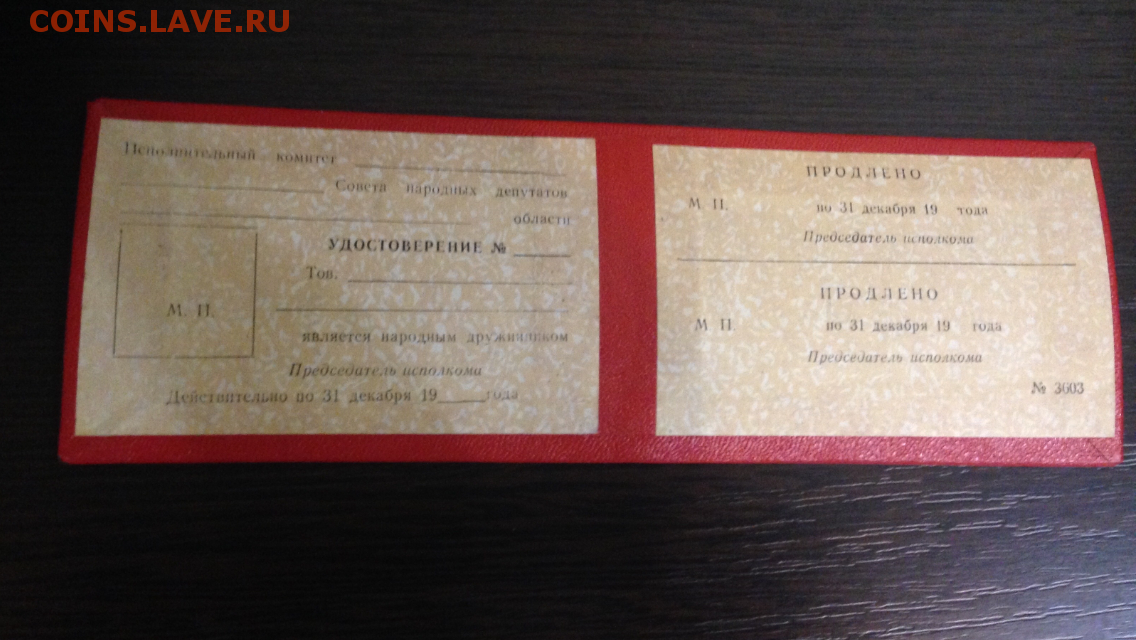 COINS.LAVE.RU
Исполнительный комитет
Совета народных депутатов
области
УДОСТОВЕРЕНИЕ №
Тов.
М. П.
является народным дружинником
Председатель исполкома
Действительно по 31 декабря 19 года
ПРОДЛЕНО
М. П. по 31 декабря 19 года
Председатель исполкома
ПРОДЛЕНО
М. П. по 31 декабря 19 года
Председатель исполкома
№ 3603